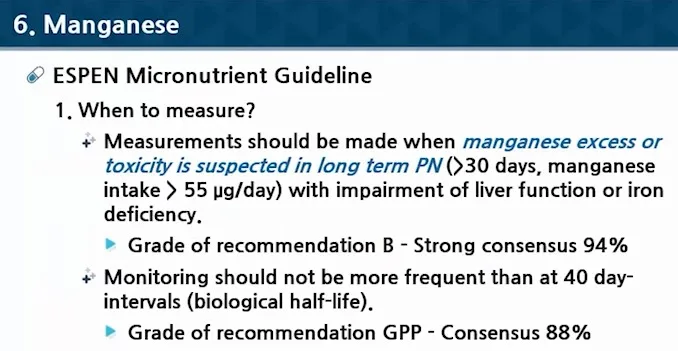 6. Manganese
ESPEN Micronutrient Guideline
1. When to measure?
Measurements should be made when manganese excess or
toxicity is suspected in long term PN (>30 days, manganese
intake > 55 μg/day) with impairment of liver function or iron
deficiency.
Grade of recommendation B - Strong consensus 94%
Monitoring should not be more frequent than at 40 day-
intervals (biological half-life).
Grade of recommendation GPP - Consensus 88%